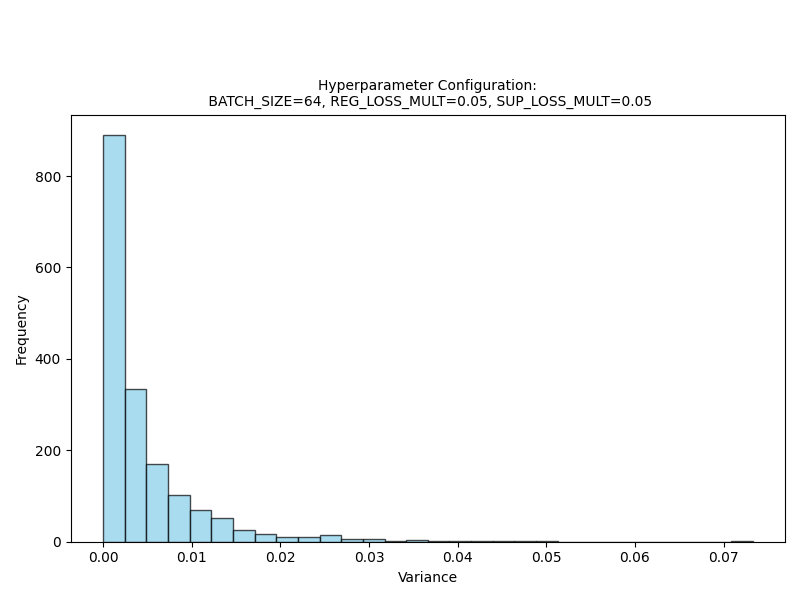 Hyperparameter Configuration:
BATCH_SIZE=64, REG_LOSS_MULT=0.05, SUP_LOSS_MULT=0.05
800
600
400
200
0
Frequency
0.00 0.01 0.02 0.03 0.04 0.05 0.06 0.07
Variance